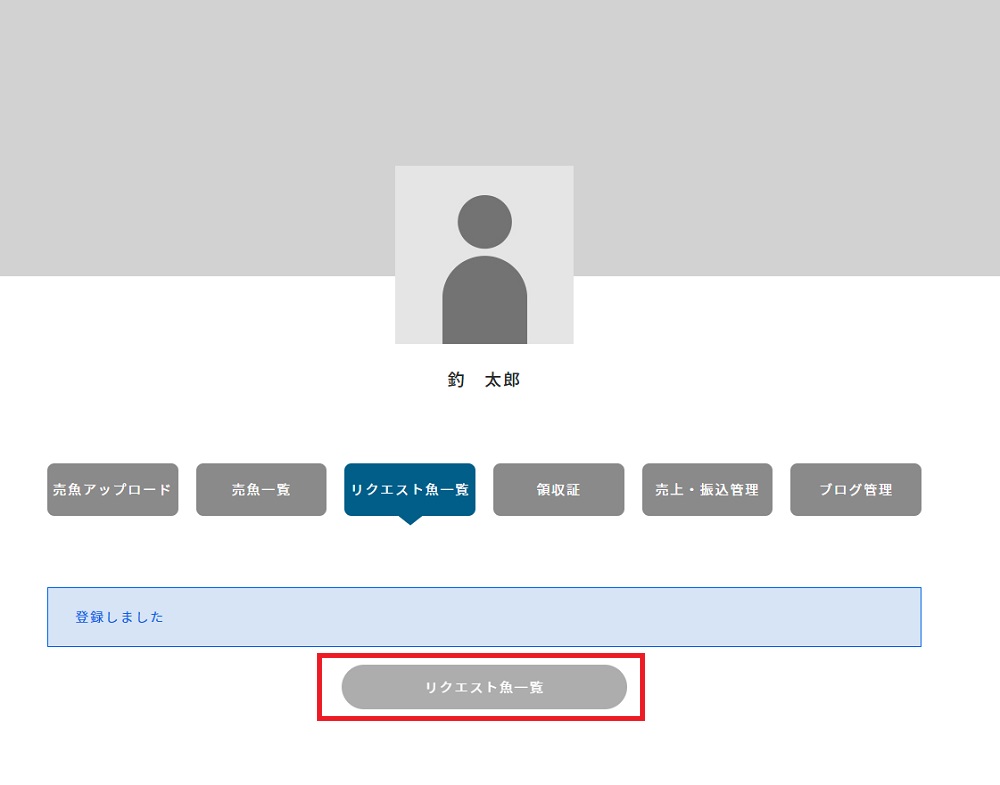 釣　太郎
売魚アップロード
売魚一覧
リクエスト魚一覧
領収証
売上・振込管理
ブログ管理
登録しました
リクエスト魚一覧